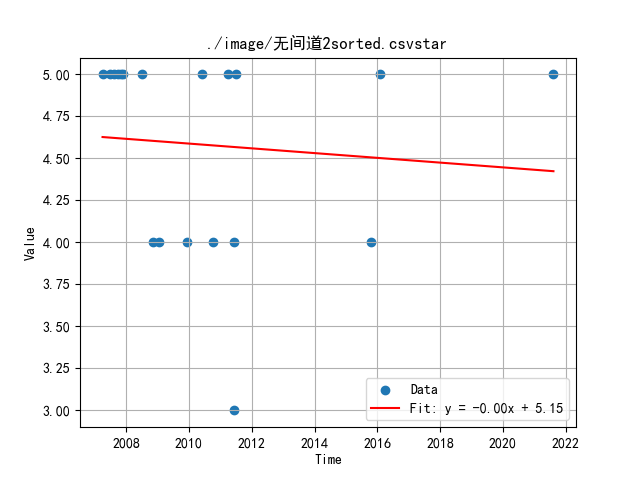 ./image/无间道2sorted.csvstar
5.00
4.75
4.50
4.25
4.00
3.75
3.50
3.25
3.00
Value
2008 2010 2012 2014 2016 2018 2020 2022
Time
Data
Fit: y = -0.00x + 5.15